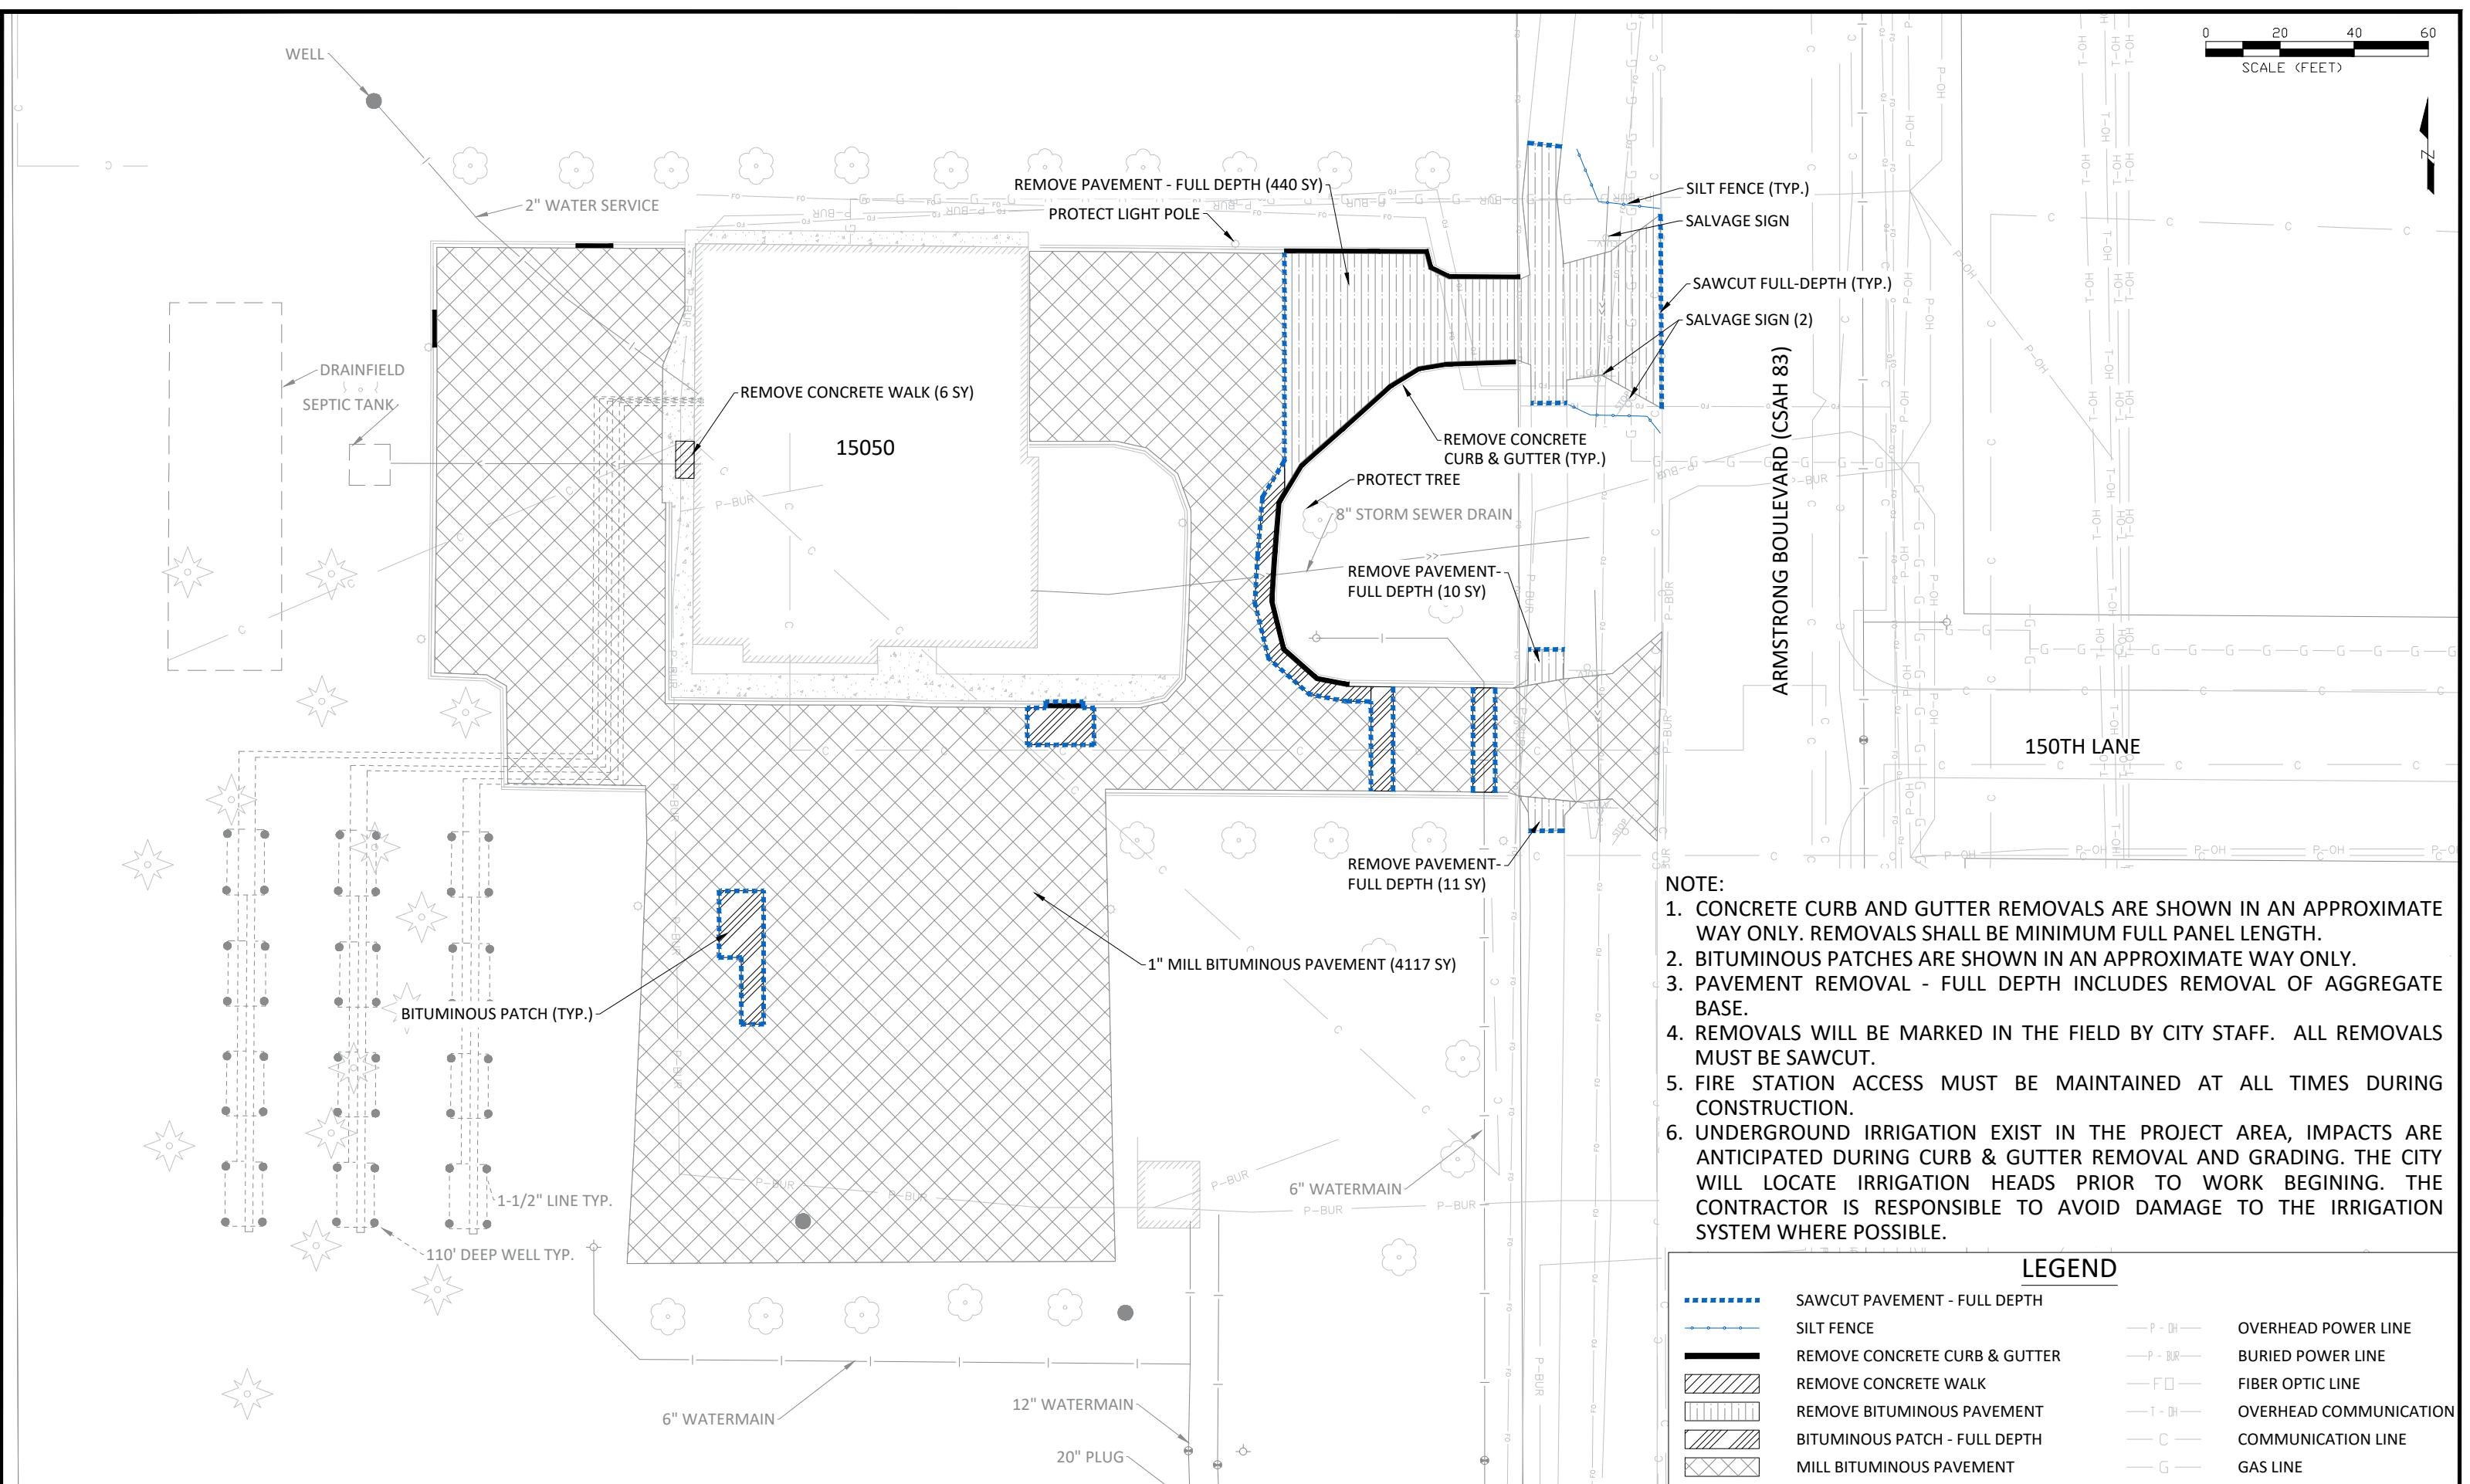 WELL
0 20 40 60
SCALE (FEET)
N
2" WATER SERVICE
REMOVE PAVEMENT - FULL DEPTH (440 SY)
PROTECT LIGHT POLE
SILT FENCE (TYP.)
SALVAGE SIGN
SAWCUT FULL-DEPTH (TYP.)
SALVAGE SIGN (2)
DRAINFIELD
SEPTIC TANK
REMOVE CONCRETE WALK (6 SY)
15050
REMOVE CONCRETE
CURB & GUTTER (TYP.)
PROTECT TREE
8" STORM SEWER DRAIN
REMOVE PAVEMENT-
FULL DEPTH (10 SY)
ARMSTRONG BOULEVARD (CSAH 83)
150TH LANE
REMOVE PAVEMENT-
FULL DEPTH (11 SY)
1" MILL BITUMINOUS PAVEMENT (4117 SY)
BITUMINOUS PATCH (TYP.)
1-1/2" LINE TYP.
110' DEEP WELL TYP.
6" WATERMAIN
6" WATERMAIN
12" WATERMAIN
20" PLUG
NOTE:
1. CONCRETE CURB AND GUTTER REMOVALS ARE SHOWN IN AN APPROXIMATE
WAY ONLY. REMOVALS SHALL BE MINIMUM FULL PANEL LENGTH.
2. BITUMINOUS PATCHES ARE SHOWN IN AN APPROXIMATE WAY ONLY.
3. PAVEMENT REMOVAL - FULL DEPTH INCLUDES REMOVAL OF AGGREGATE
BASE.
4. REMOVALS WILL BE MARKED IN THE FIELD BY CITY STAFF. ALL REMOVALS
MUST BE SAWCUT.
5. FIRE STATION ACCESS MUST BE MAINTAINED AT ALL TIMES DURING
CONSTRUCTION.
6. UNDERGROUND IRRIGATION EXIST IN THE PROJECT AREA, IMPACTS ARE
ANTICIPATED DURING CURB & GUTTER REMOVAL AND GRADING. THE CITY
WILL LOCATE IRRIGATION HEADS PRIOR TO WORK BEGINING. THE
CONTRACTOR IS RESPONSIBLE TO AVOID DAMAGE TO THE IRRIGATION
SYSTEM WHERE POSSIBLE.
LEGEND
SAWCUT PAVEMENT - FULL DEPTH
SILT FENCE
REMOVE CONCRETE CURB & GUTTER
REMOVE CONCRETE WALK
REMOVE BITUMINOUS PAVEMENT
BITUMINOUS PATCH - FULL DEPTH
MILL BITUMINOUS PAVEMENT
P - OH OVERHEAD POWER LINE
P - BUR BURIED POWER LINE
FO FIBER OPTIC LINE
T - OH OVERHEAD COMMUNICATION
C COMMUNICATION LINE
G GAS LINE